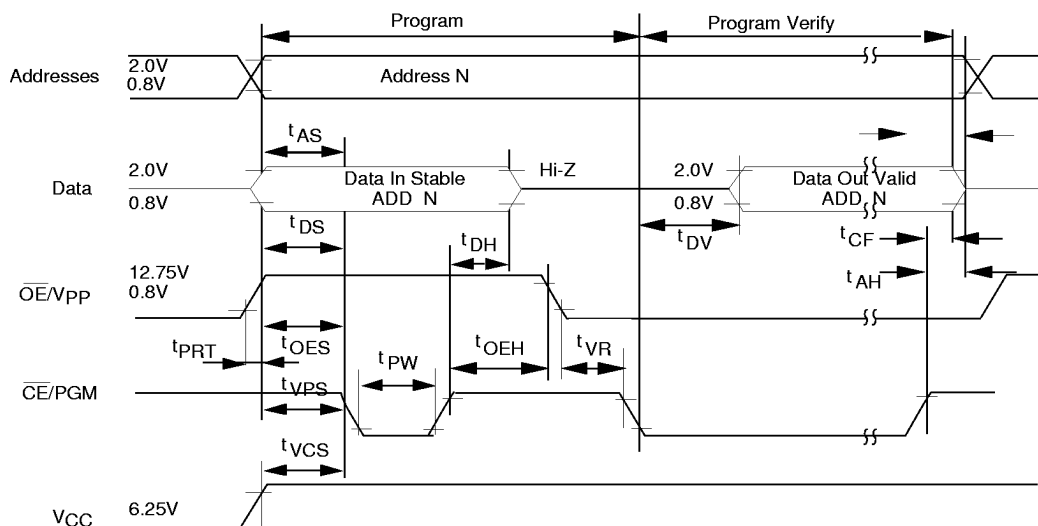 Program
Program Verify
Addresses
2.0V
0.8V
Address N
tAS
Data
2.0V
0.8V
Data In Stable
ADD N
Hi-Z
2.0V
0.8V
Data Out Valid
ADD N
tDS
tDH
tDV
tCF
tAH
OE/VPP
12.75V
0.8V
tPRT
tOES
tPW
tOEH
tVR
CE/PGM
tVPS
tVCS
VCC
6.25V